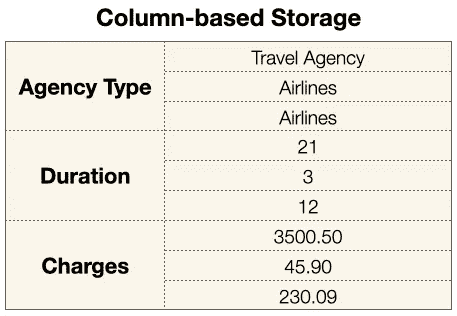 Column-based Storage
Agency Type
Travel Agency
Airlines
Airlines
Duration
21
3
12
Charges
3500.50
45.90
230.09